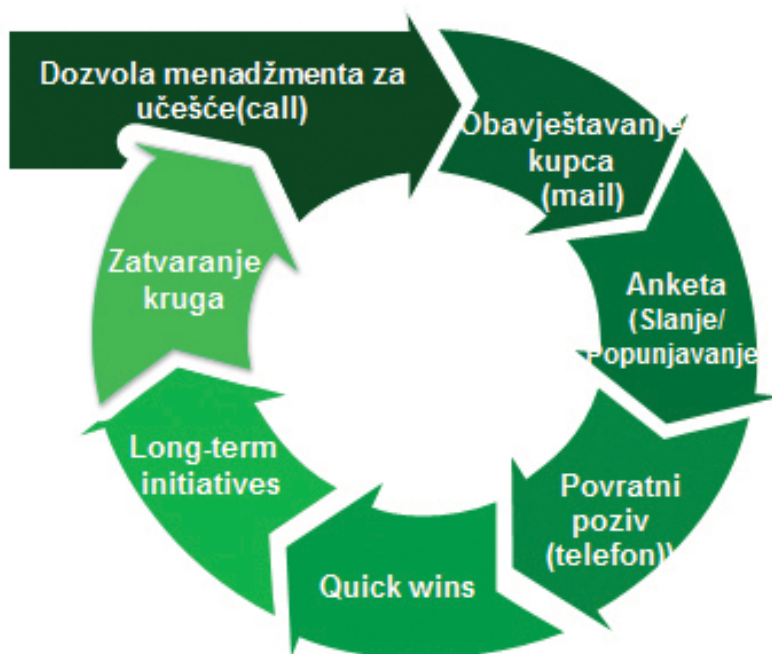 Dozvola menadžmenta za
učešće(call)
Obavještavanje
kupca
(mail)
Anketa
(Slanje/
Popunjavanje
Povratni
poziv
(telefon))
Quick wins
Long-term
initiatives
Zatvaranje
kruga